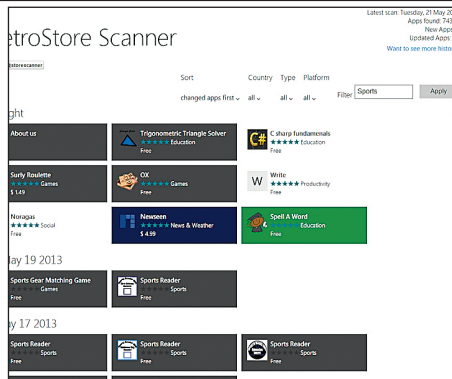 Latest scan: Tuesday, 21 May 20
Apps found: 743
New Apps
Updated Apps
Want to see more histo
etroStore Scanner
tstorescanner
Sort Country Type Platform
changed apps first all all all Filter Sports Apply
ght
About us
Trigonometric Triangle Solver
Education
Free
C#
C sharp fundamenals
Education
Free
Surly Roulette
Games
$ 1.49
OX
Games
Free
W
Write
Productivity
Free
Noragas
Social
Free
Newseen
News & Weather
$ 4.99
Spell A Word
Education
Free
lay 19 2013
Sports Gear Matching Game
Games
Free
Sports Reader
Sports
Free
y 17 2013
Sports Reader
Sports
Free
Sports Reader
Sports
Free
Sports Reader
Sports
Free